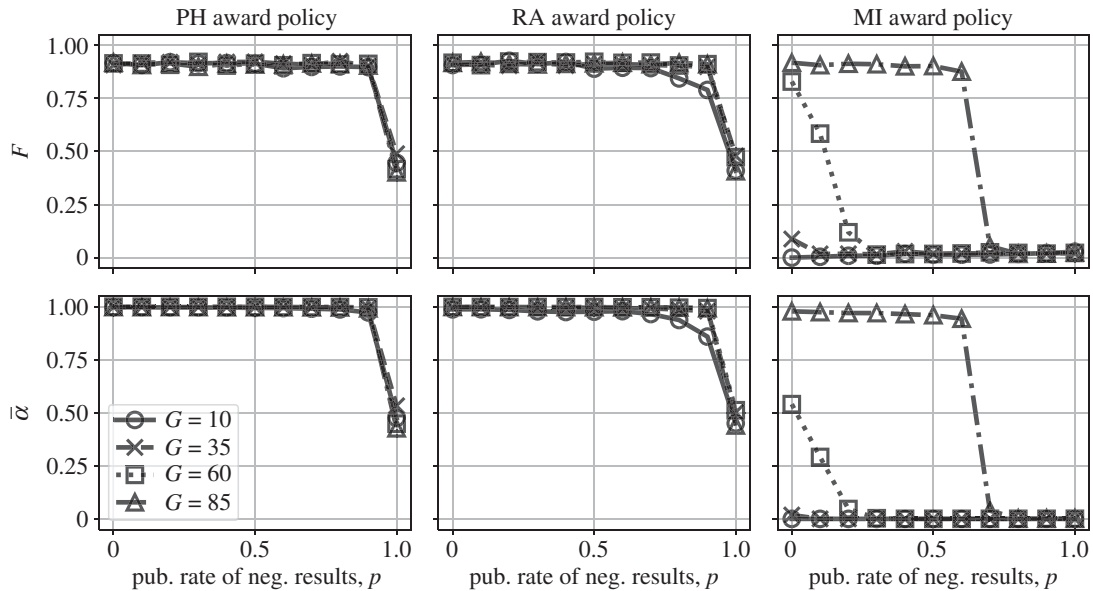 PH award policy
RA award policy
MI award policy
1.00
0.75
0.50
0.25
0
F
1.00
0.75
0.50
0.25
0
ᾱ
G = 10
G = 35
G = 60
G = 85
0 0.5 1.0
0 0.5 1.0
0 0.5 1.0
pub. rate of neg. results, p
pub. rate of neg. results, p
pub. rate of neg. results, p